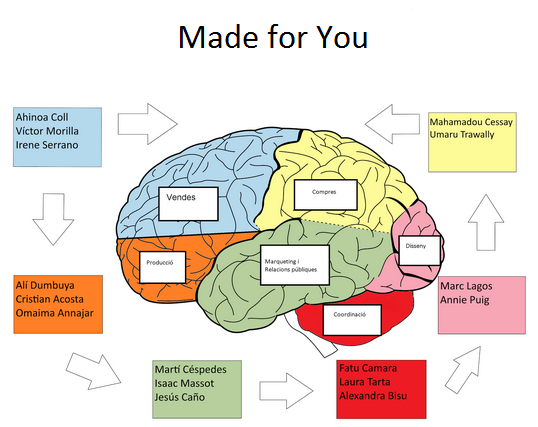 Made for You
Ahinoa Coll
Víctor Morilla
Irene Serrano
Mahamadou Cessay
Umaru Trawally
Vendes
Compres
Producció
Marqueting i
Relacions públiques
Disseny
Coordinació
Alí Dumbuya
Cristian Acosta
Omaima Annajar
Marc Lagos
Annie Puig
Martí Céspedes
Isaac Massot
Jesús Caño
Fatu Camara
Laura Tarta
Alexandra Bisu